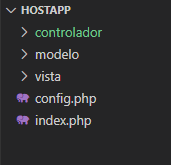 HOSTAPP
controlador
modelo
vista
config.php
index.php